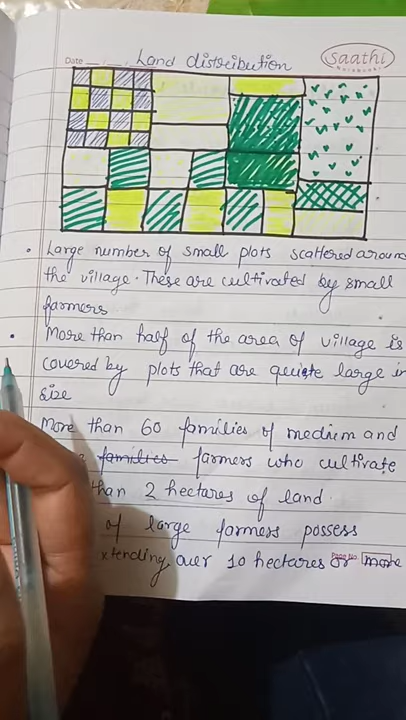 Date
Land distribution
Saathi
Notebooks
• Large number of small plots scattered around
the village. These are cultivated by small
farmers.
• More than half of the area of village is
covered by plots that are quiete large in
size
More than 60 families of medium and
families farmers who cultivate
than 2 hectares of land.
of large farmers possess
xtending over 10 hectares or more
Page No.